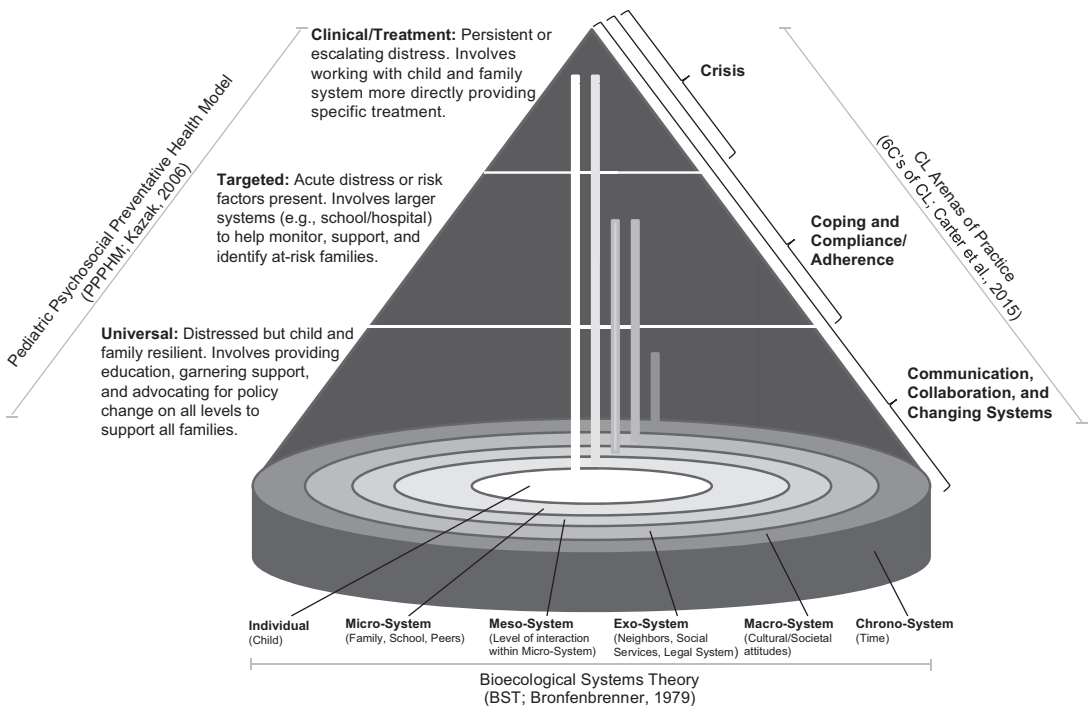 Clinical/Treatment: Persistent or
escalating distress. Involves
working with child and family
system more directly providing
specific treatment.
Targeted: Acute distress or risk
factors present. Involves larger
systems (e.g., school/hospital)
to help monitor, support, and
identify at-risk families.
Universal: Distressed but child and
family resilient. Involves providing
education, garnering support,
and advocating for policy
change on all levels to
support all families.
Pediatric Psychosocial Preventative Health Model
(PPPHM; Kazak, 2006)
Crisis
Coping and
Compliance/
Adherence
Communication,
Collaboration, and
Changing Systems
CL Arenas of Practice
(6C's of CL; Carter et al., 2015)
Individual
(Child)
Micro-System
(Family, School, Peers)
Meso-System
(Level of interaction
within Micro-System)
Exo-System
(Neighbors, Social
Services, Legal System)
Macro-System
(Cultural/Societal
attitudes)
Chrono-System
(Time)
Bioecological Systems Theory
(BST; Bronfenbrenner, 1979)